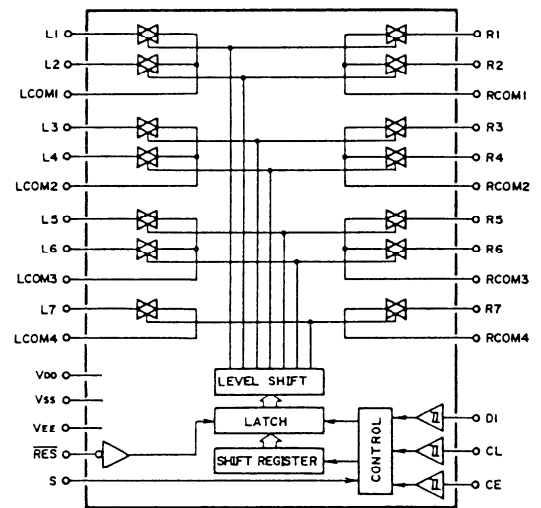 L1 R1
L2 R2
LCOM1 RCOM1
L3 R3
L4 R4
LCOM2 RCOM2
L5 R5
L6 R6
LCOM3 RCOM3
L7 R7
LCOM4 RCOM4
VDD
LEVEL SHIFT
VSS
LATCH
DI
VEE
RES
SHIFT REGISTER
CONTROL
CL
S
CE